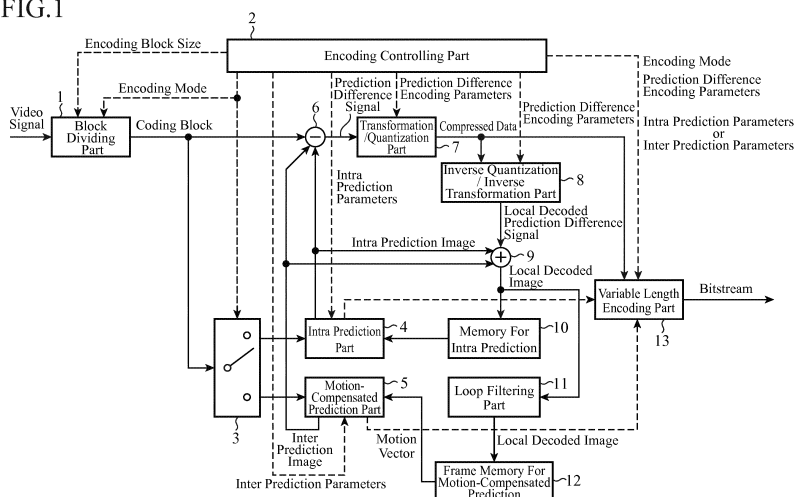 FIG.1
2
Encoding Controlling Part
Encoding Block Size
Encoding Mode
Encoding Mode
Prediction Difference
Encoding Parameters
Intra Prediction Parameters
or
Inter Prediction Parameters
Prediction
Difference
Signal
Prediction Difference
Encoding Parameters
Prediction Difference
Encoding Parameters
Video
Signal
1
Block
Dividing
Part
Coding Block
6
Transformation
/Quantization
Part
7
Compressed Data
Inverse Quantization
/ Inverse
Transformation Part
8
Intra
Prediction
Parameters
Local Decoded
Prediction Difference
Signal
Intra Prediction Image
9
Local Decoded
Image
Variable Length
Encoding Part
13
Bitstream
Intra Prediction
Part
4
Memory For
Intra Prediction
10
3
Motion-
Compensated
Prediction Part
5
Loop Filtering
Part
11
Inter
Prediction
Image
Motion
Vector
Local Decoded Image
Inter Prediction Parameters
Frame Memory For
Motion-Compensated
Prediction
12